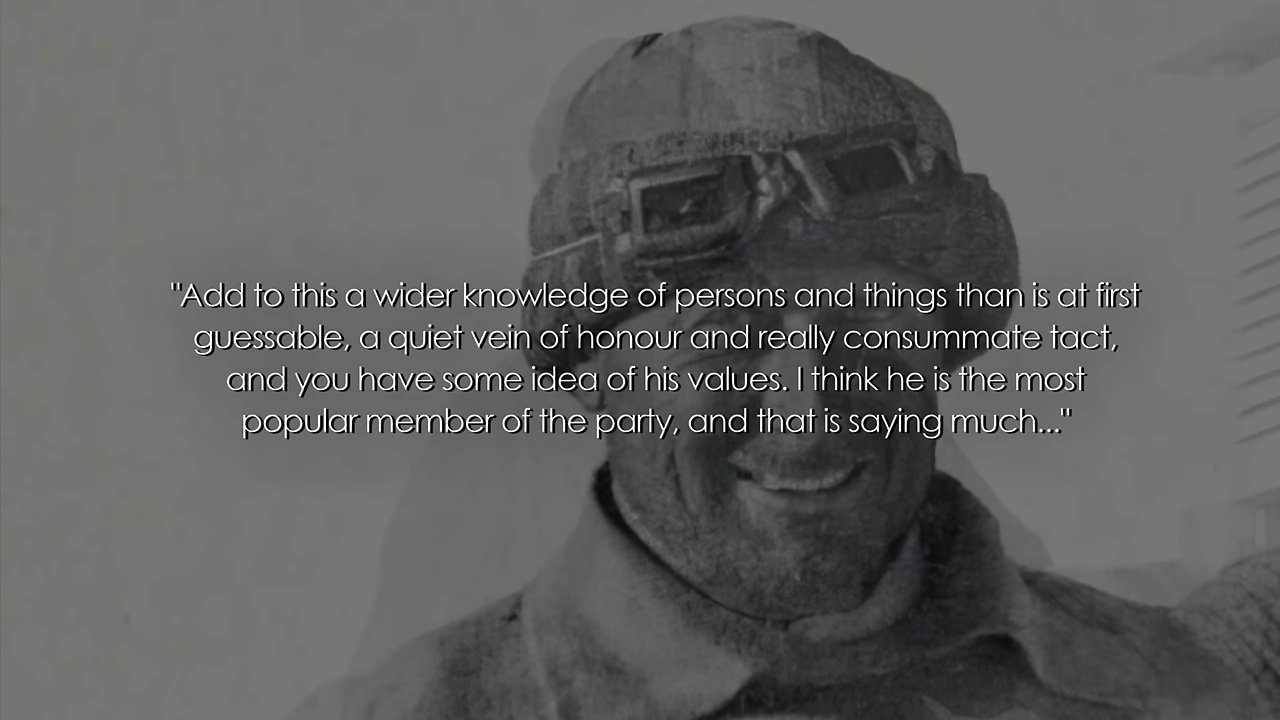 "Add to this a wider knowledge of persons and things than is at first
guessable, a quiet vein of honour and really consummate tact,
and you have some idea of his values. I think he is the most
popular member of the party, and that is saying much..."